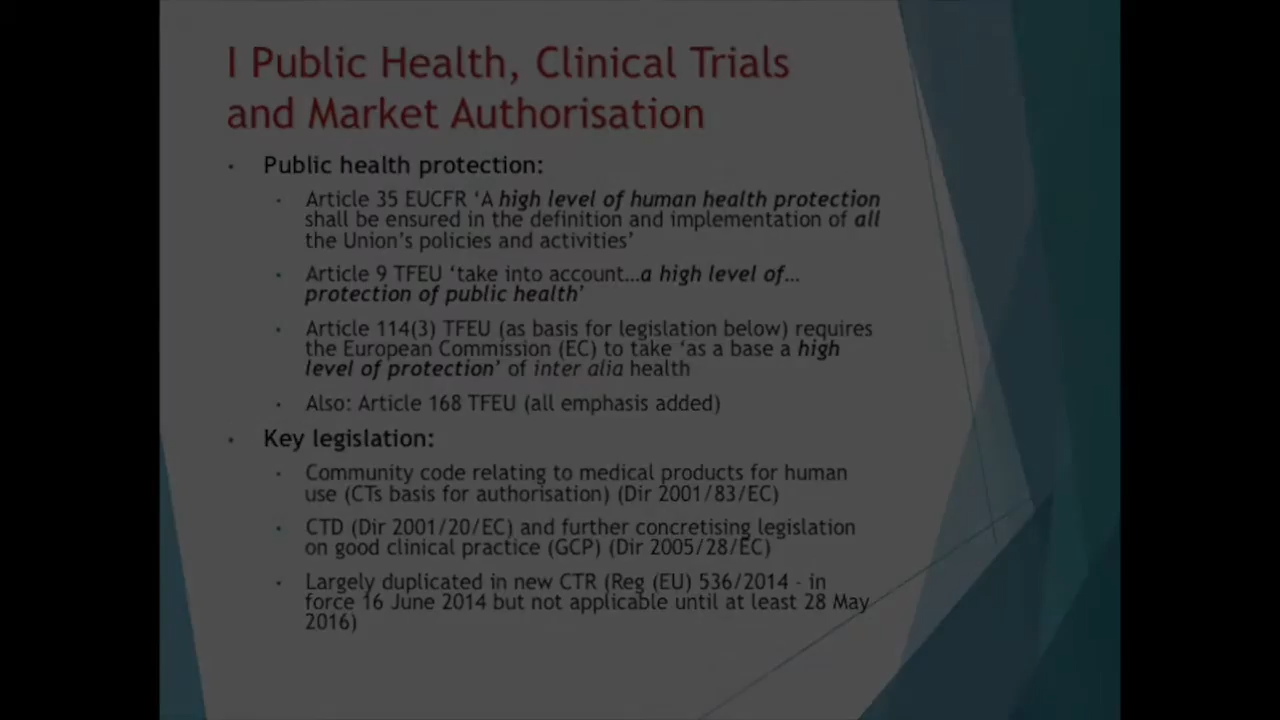 I Public Health, Clinical Trials
and Market Authorisation
• Public health protection:
• Article 35 EUCFR ‘A high level of human health protection
shall be ensured in the definition and implementation of all
the Union’s policies and activities’
• Article 9 TFEU ‘take into account…a high level of…
protection of public health’
• Article 114(3) TFEU (as basis for legislation below) requires
the European Commission (EC) to take ‘as a base a high
level of protection’ of inter alia health
• Also: Article 168 TFEU (all emphasis added)
• Key legislation:
• Community code relating to medical products for human
use (CTs basis for authorisation) (Dir 2001/83/EC)
• CTD (Dir 2001/20/EC) and further concretising legislation
on good clinical practice (GCP) (Dir 2005/28/EC)
• Largely duplicated in new CTR (Reg (EU) 536/2014 - in
force 16 June 2014 but not applicable until at least 28 May
2016)